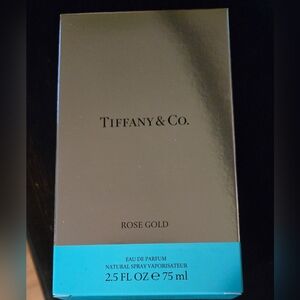 TIFFANY & CO.
ROSE GOLD
EAU DE PARFUM
NATURAL SPRAY VAPORISATEUR
2.5 FL OZ ℮ 75 ml